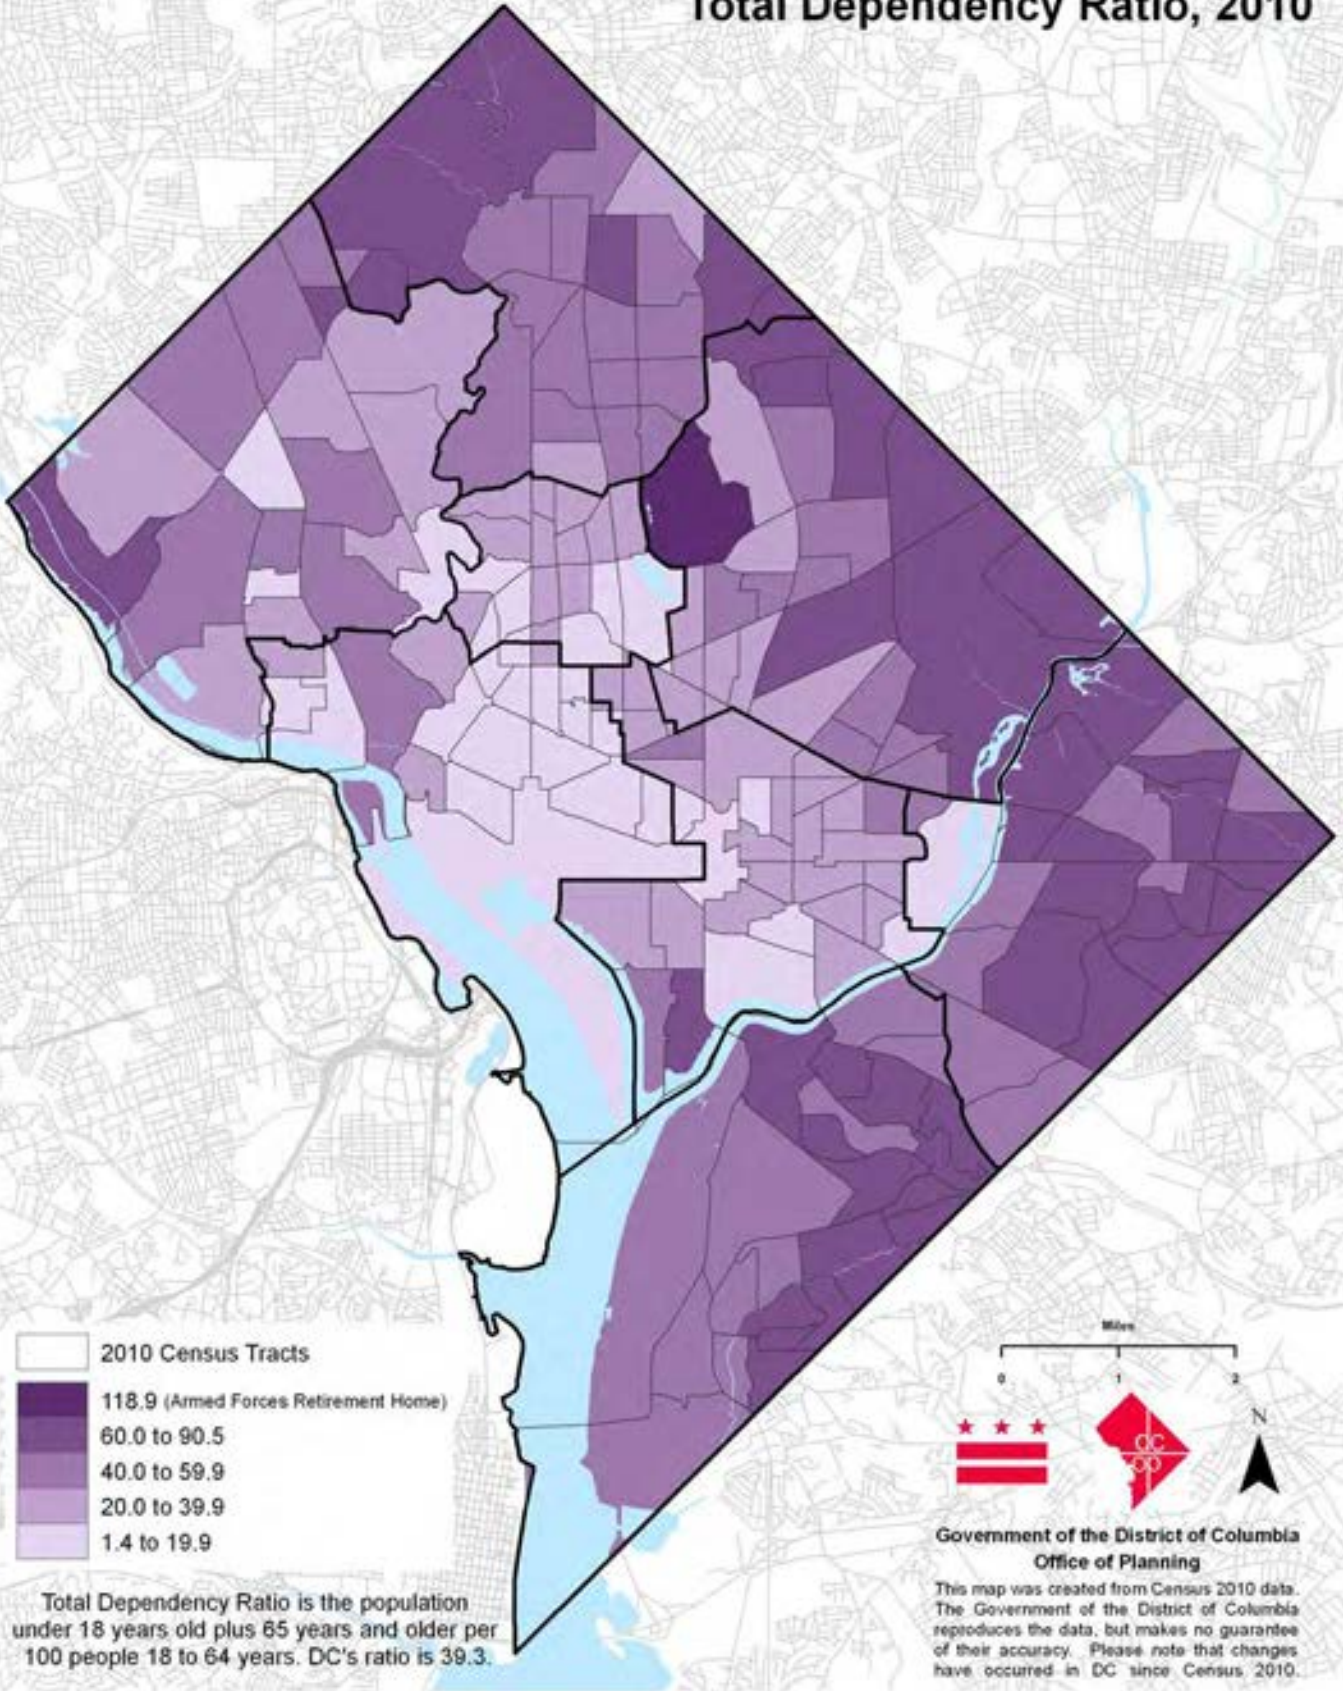 Total Dependency Ratio, 2010
2010 Census Tracts
118.9 (Armed Forces Retirement Home)
60.0 to 90.5
40.0 to 59.9
20.0 to 39.9
1.4 to 19.9
Total Dependency Ratio is the population
under 18 years old plus 65 years and older per
100 people 18 to 64 years. DC's ratio is 39.3.
Miles
0 1 2
N
dc
op
Government of the District of Columbia
Office of Planning
This map was created from Census 2010 data.
The Government of the District of Columbia
reproduces the data, but makes no guarantee
of their accuracy. Please note that changes
have occurred in DC since Census 2010.